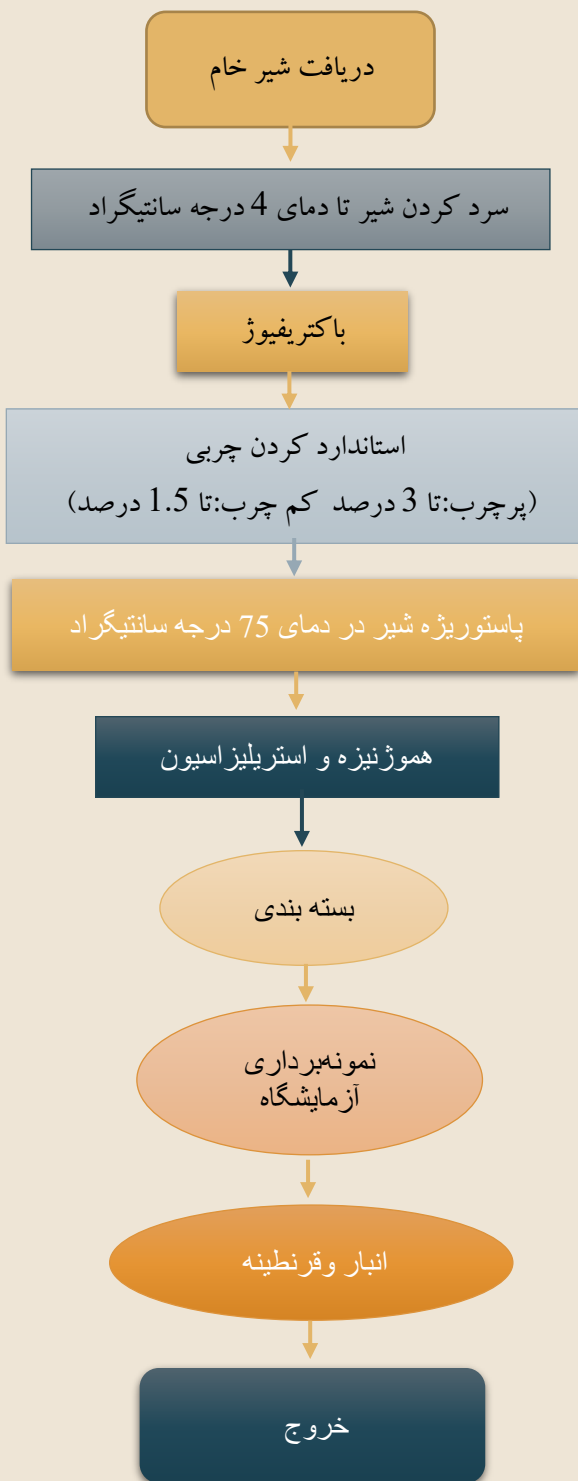 دریافت شیر خام
سرد کردن شیر تا دمای 4 درجه سانتیگراد
باکتریفیوژ
استاندارد کردن چربی
(پرچرب:تا 3 درصد کم چرب:تا 1.5 درصد)
پاستوریژه شیر در دمای 75 درجه سانتیگراد
هموژنیزه و استریلیزاسیون
بسته بندی
نمونه‌برداری
آزمایشگاه
انبار وقرنطینه
خروج